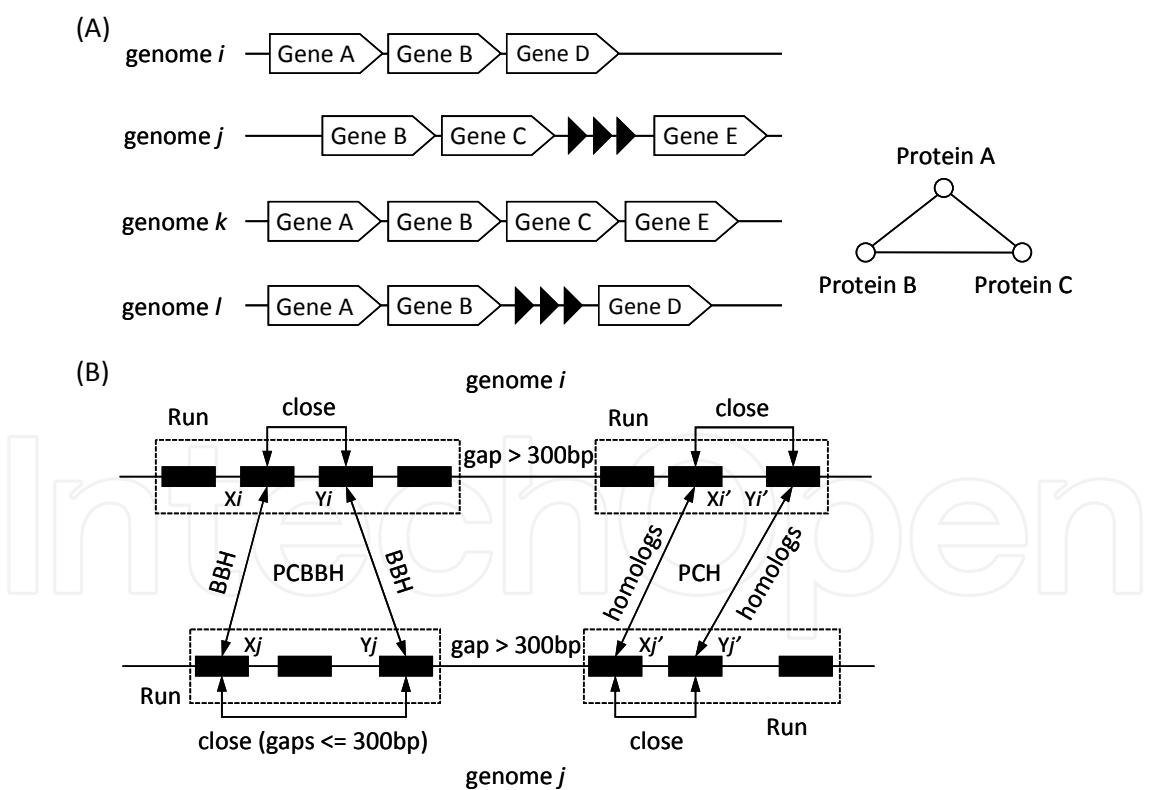 (A)
genome i
Gene A
Gene B
Gene D
genome j
Gene B
Gene C
Gene E
genome k
Gene A
Gene B
Gene C
Gene E
genome l
Gene A
Gene B
Gene D
Protein A
Protein B
Protein C
(B)
genome i
Run
close
Run
close
gap > 300bp
Xi
Yi
Xi’
Yi’
BBH
PCBBH
BBH
homologs
PCH
homologs
Xj
Yj
gap > 300bp
Xj’
Yj’
Run
close (gaps <= 300bp)
close
Run
genome j
IntechOpen